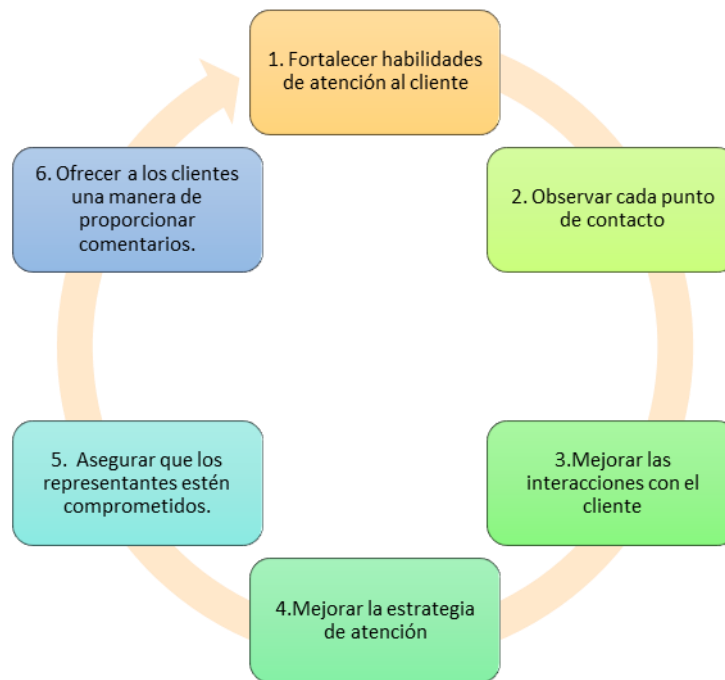 1. Fortalecer habilidades
de atención al cliente
2. Observar cada punto
de contacto
3.Mejorar las
interacciones con el
cliente
4.Mejorar la estrategia
de atención
5. Asegurar que los
representantes estén
comprometidos.
6. Ofrecer a los clientes
una manera de
proporcionar
comentarios.